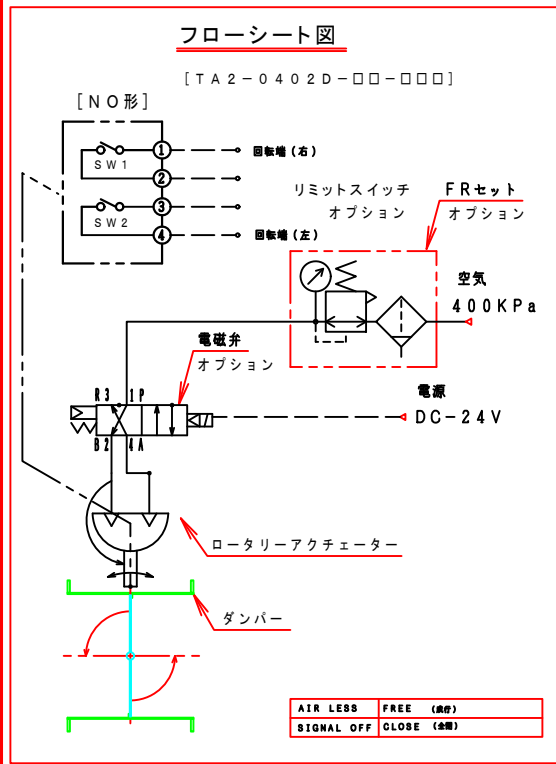 フローシート図
[TA2-0402D-□□-□□□]
[NO形]
SW1
SW2
①
②
③
④
回転端(右)
回転端(左)
リミットスイッチ
オプション
FRセット
オプション
空気
400KPa
電磁弁
オプション
R3 1P
B2 4A
電源
DC-24V
ロータリーアクチェーター
ダンパー
AIR LESS FREE
SIGNAL OFF CLOSE (全閉)